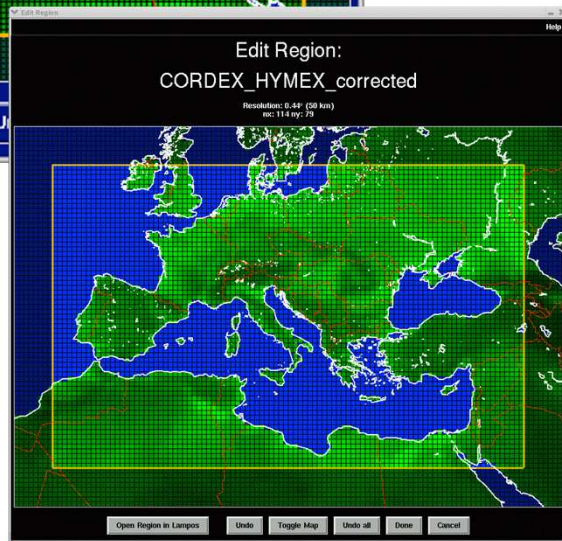 Edit Region
Help
Edit Region:
CORDEX_HYMEX_corrected
Resolution: 0.44° (50 km)
nx: 114 ny: 79
Open Region in Lampos
Undo
Toggle Map
Undo all
Done
Cancel